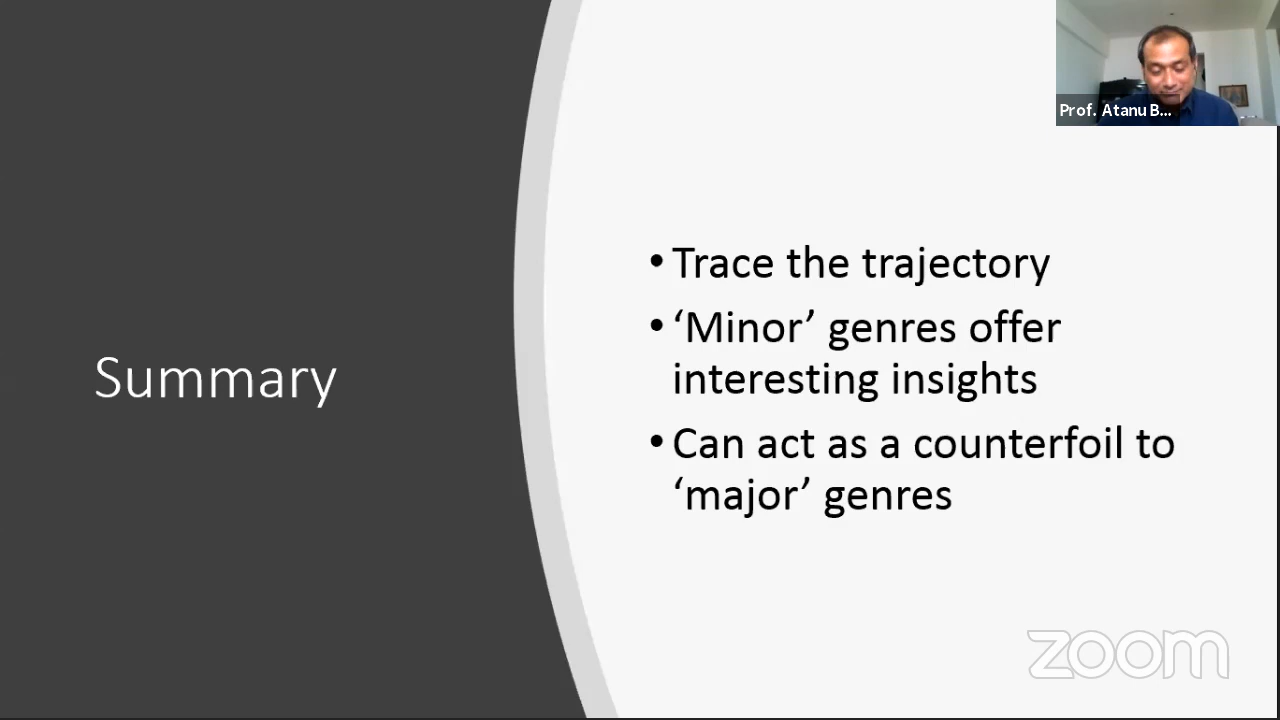 Prof. Atanu B...
Summary
• Trace the trajectory
• ‘Minor’ genres offer
interesting insights
• Can act as a counterfoil to
‘major’ genres
zoom